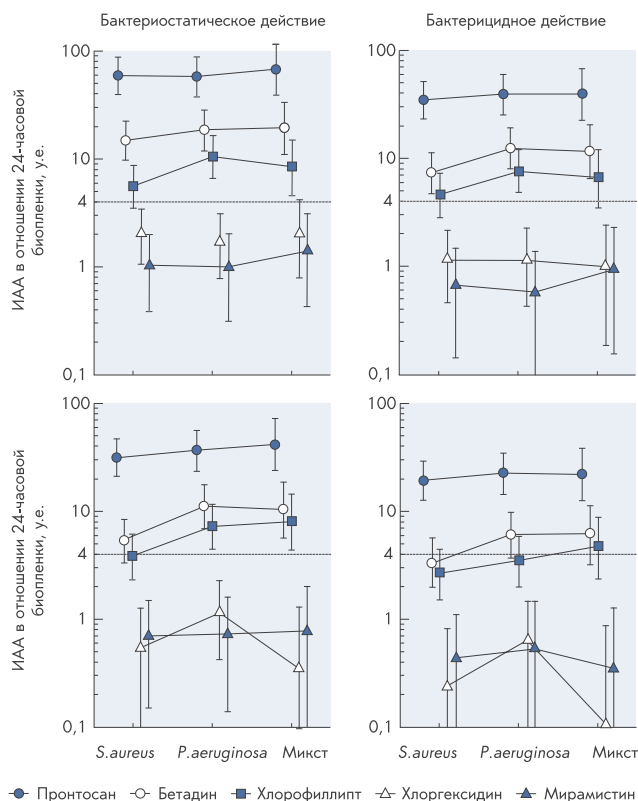 Бактериостатическое действие
Бактерицидное действие
ИАА в отношении 24-часовой
биопленки, у.е.
100
10
4
1
0,1
100
10
4
1
0,1
ИАА в отношении 24-часовой
биопленки, у.е.
100
10
4
1
0,1
100
10
4
1
0,1
S.aureus P.aeruginosa Микст
S.aureus P.aeruginosa Микст
Пронтосан Бетадин Хлорофиллипт Хлоргексидин Мирамистин